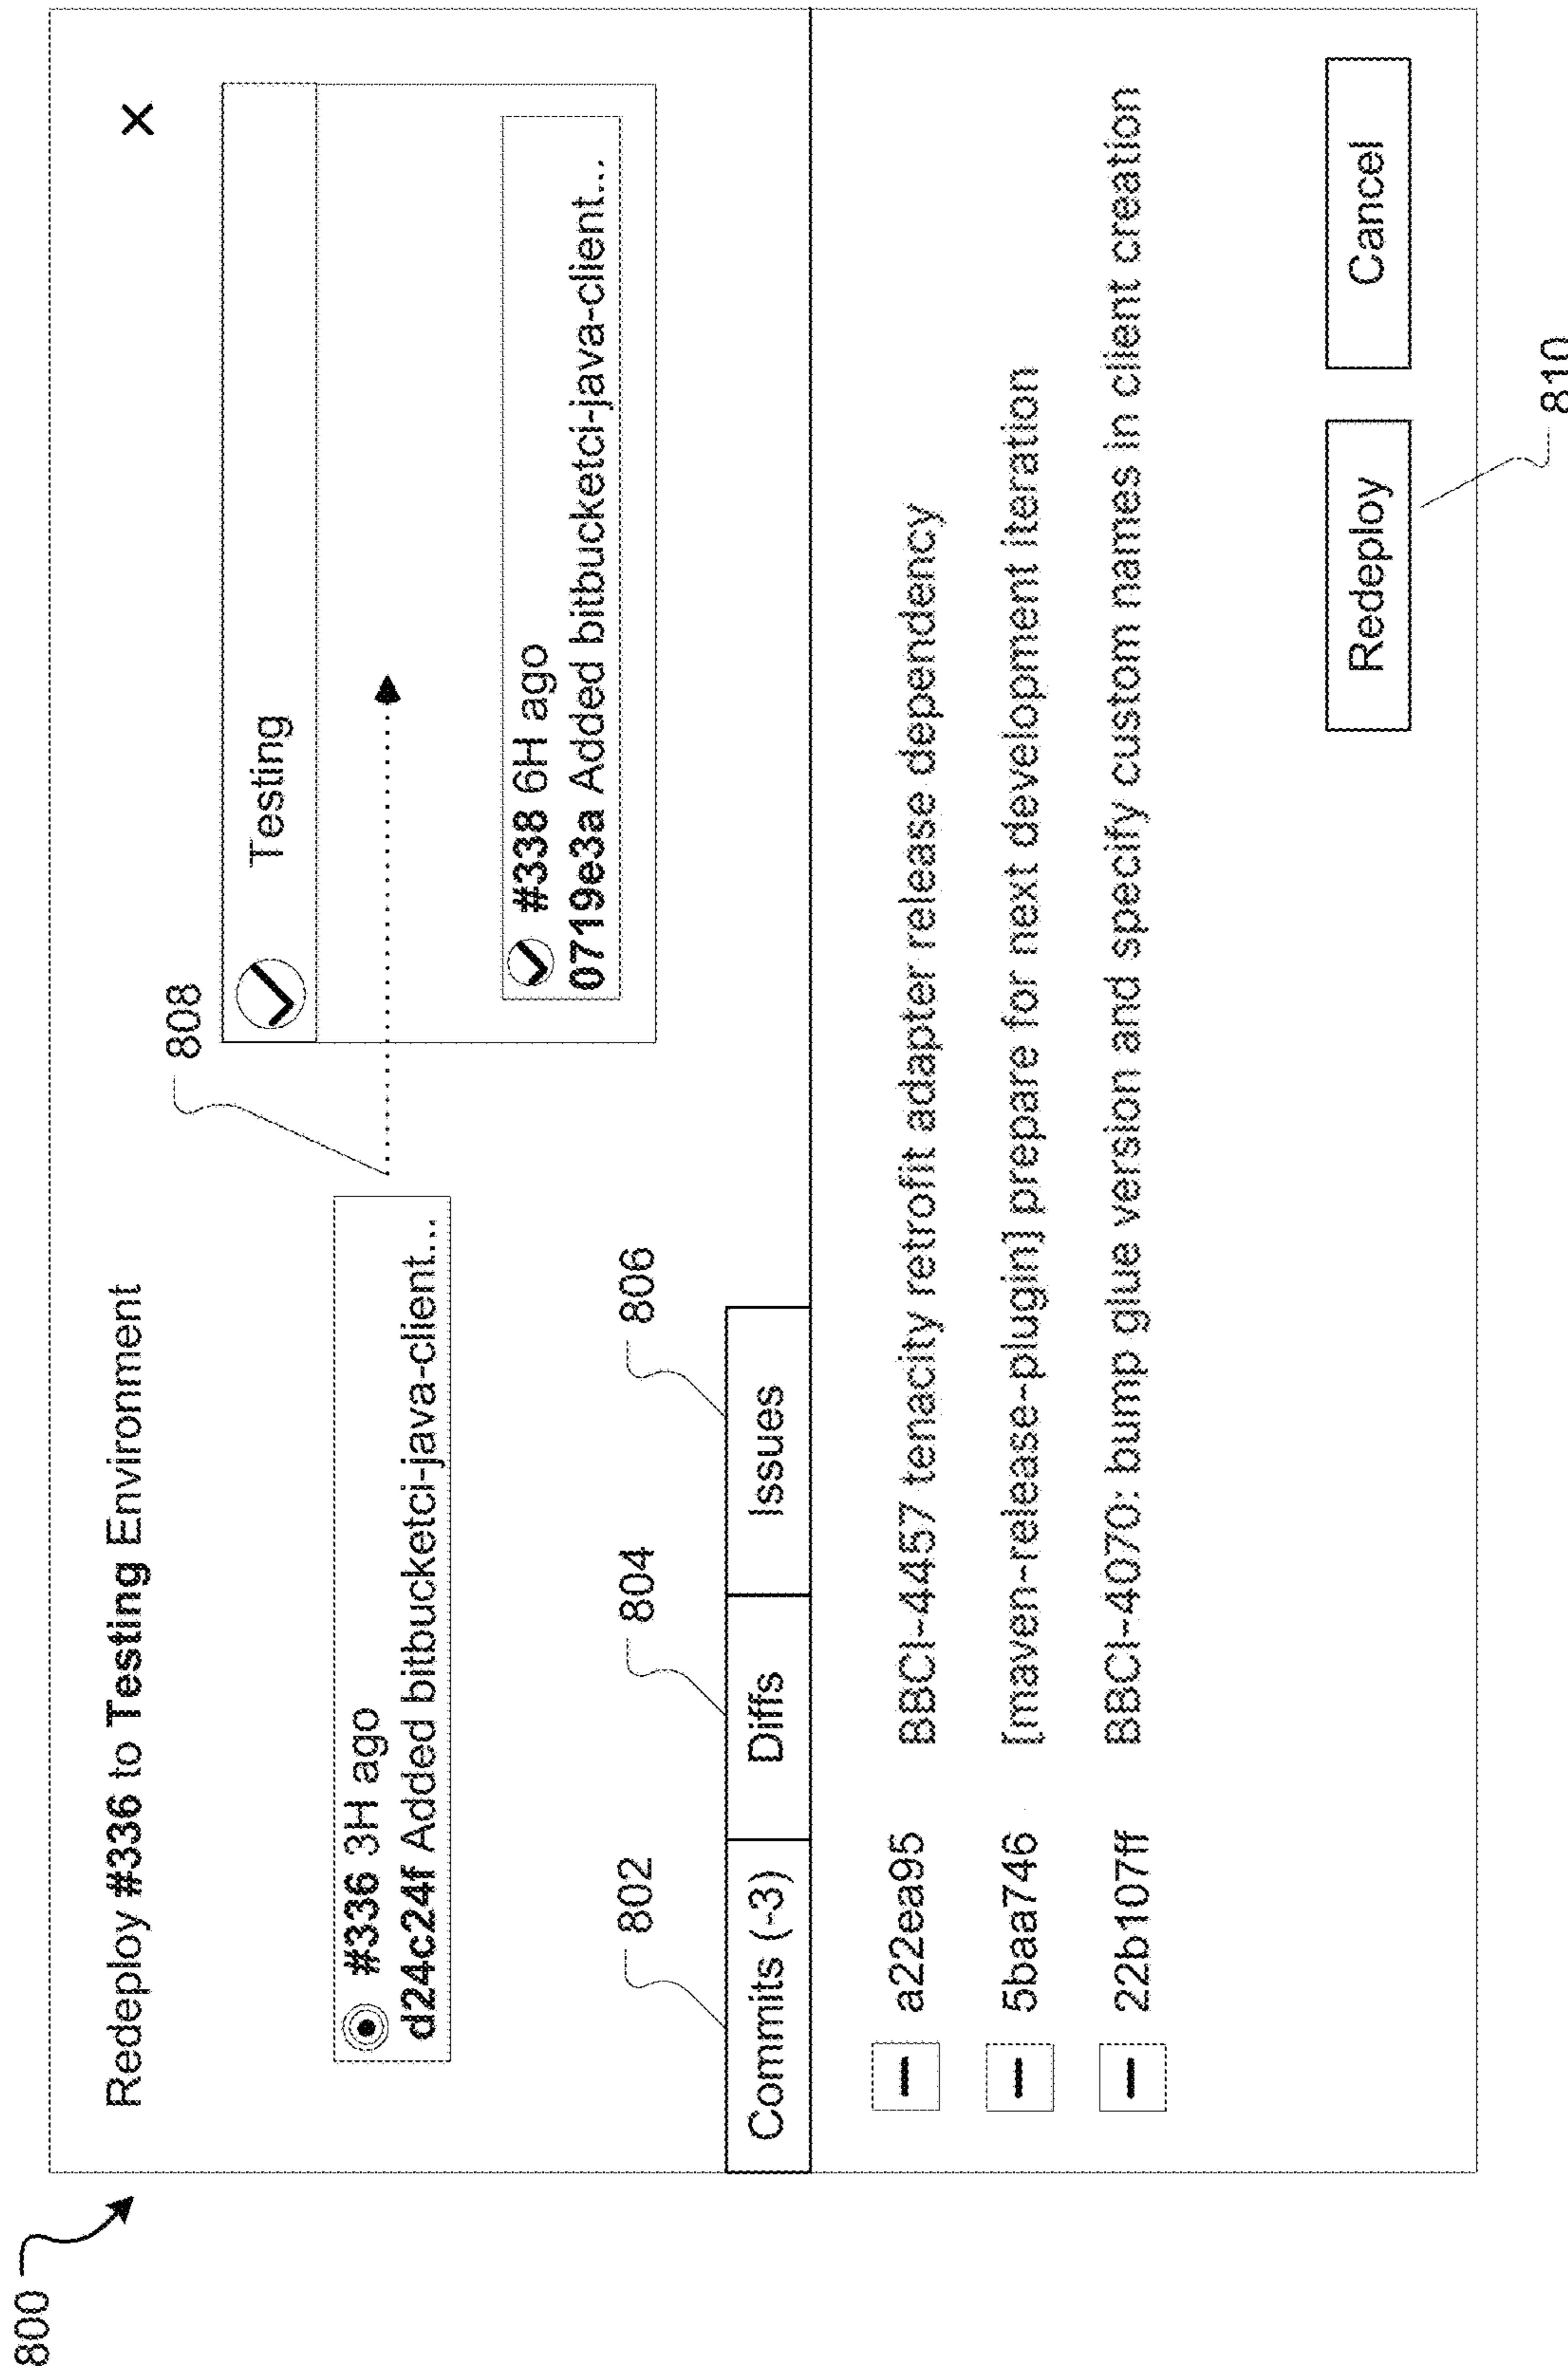 800
Redeploy #336 to Testing Environment
×
808
Testing
#336 3H ago
d24c24f Added bitbucketci-java-client...
#338 6H ago
0719e3a Added bitbucketci-java-client...
802
804
806
Commits (-3)
Diffs
Issues
a22ea95 BBCI-4457 tenacity retrofit adapter release dependency
5baa746 [maven-release-plugin] prepare for next development iteration
22b107ff BBCI-4070: bump glue version and specify custom names in client creation
Redeploy
Cancel
810